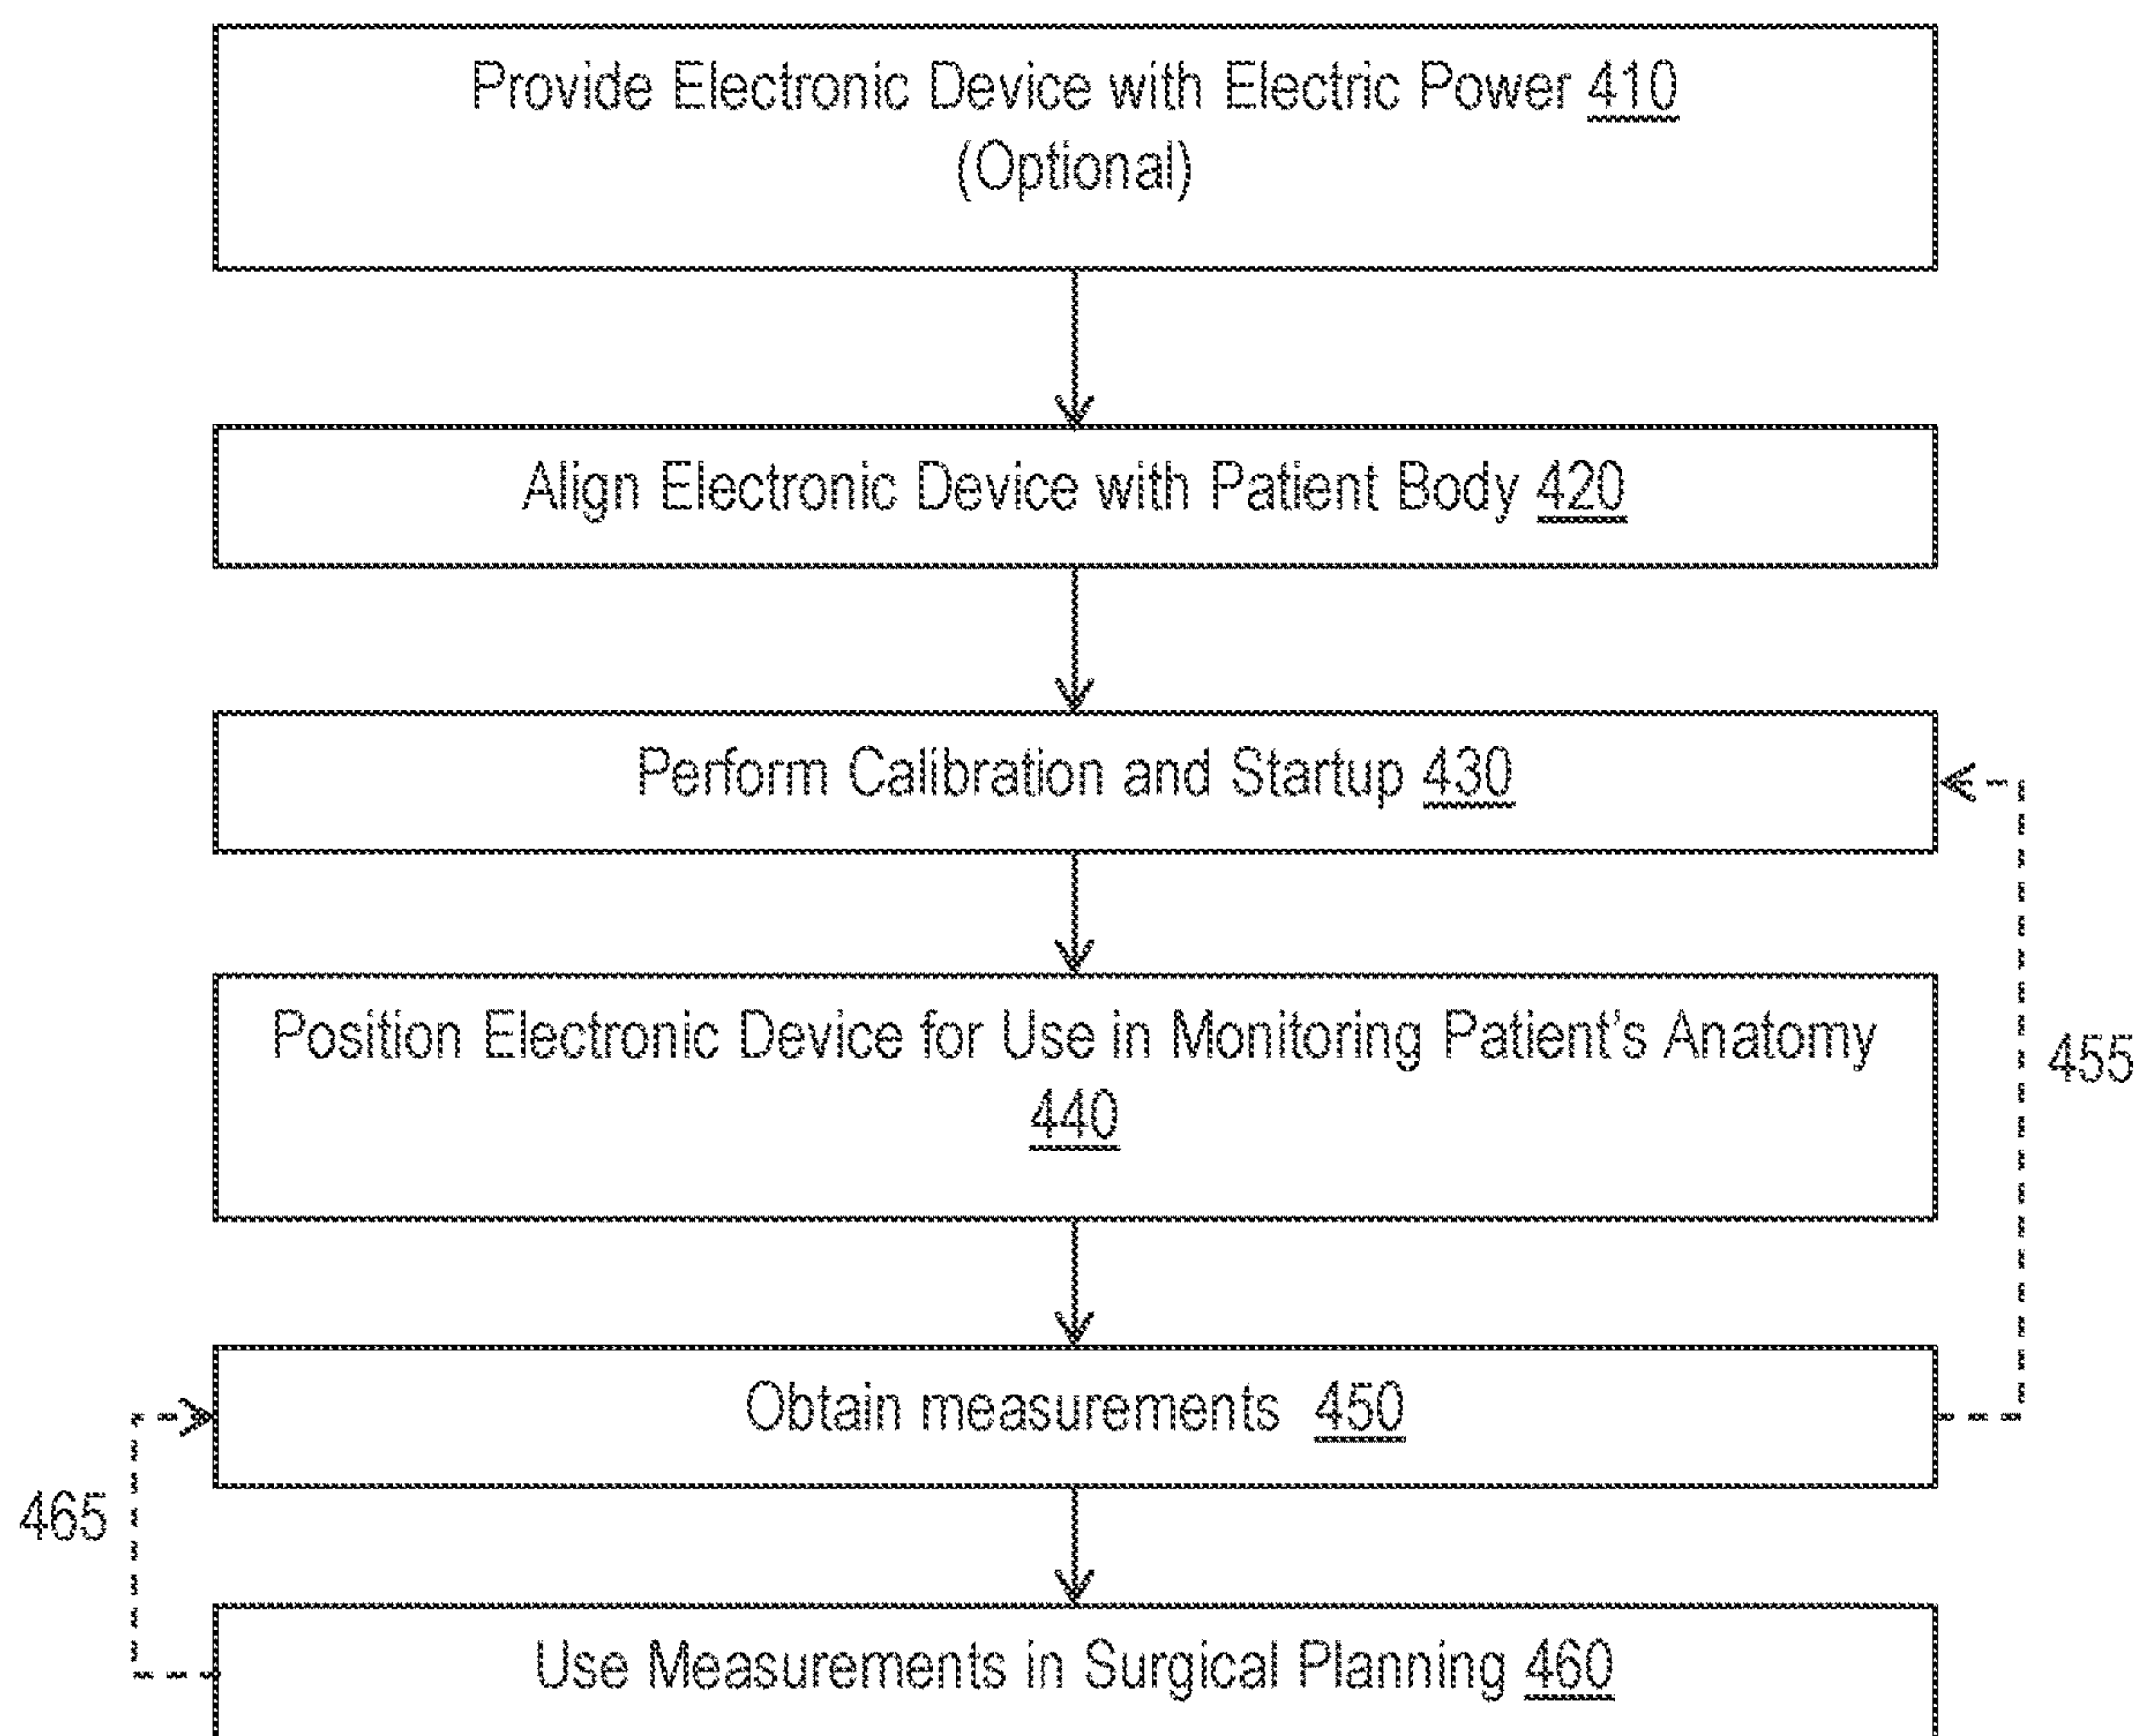 Provide Electronic Device with Electric Power 410
(Optional)
Align Electronic Device with Patient Body 420
Perform Calibration and Startup 430
Position Electronic Device for Use in Monitoring Patient's Anatomy
440
455
Obtain measurements 450
465
Use Measurements in Surgical Planning 460